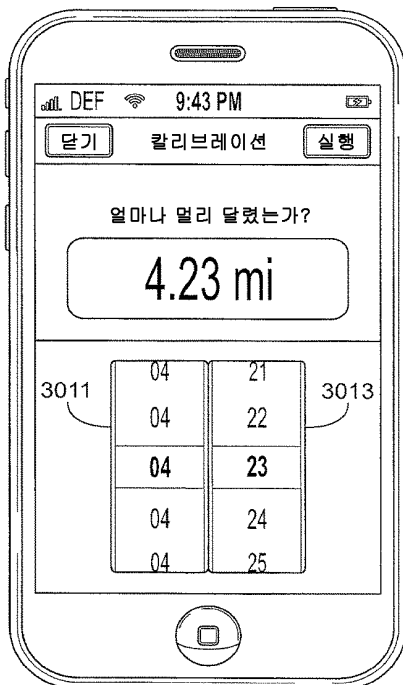 DEF 9:43 PM
닫기 칼리브레이션 실행
얼마나 멀리 달렸는가?
4.23 mi
04 21
3011 04 22 3013
04 23
04 24
04 25